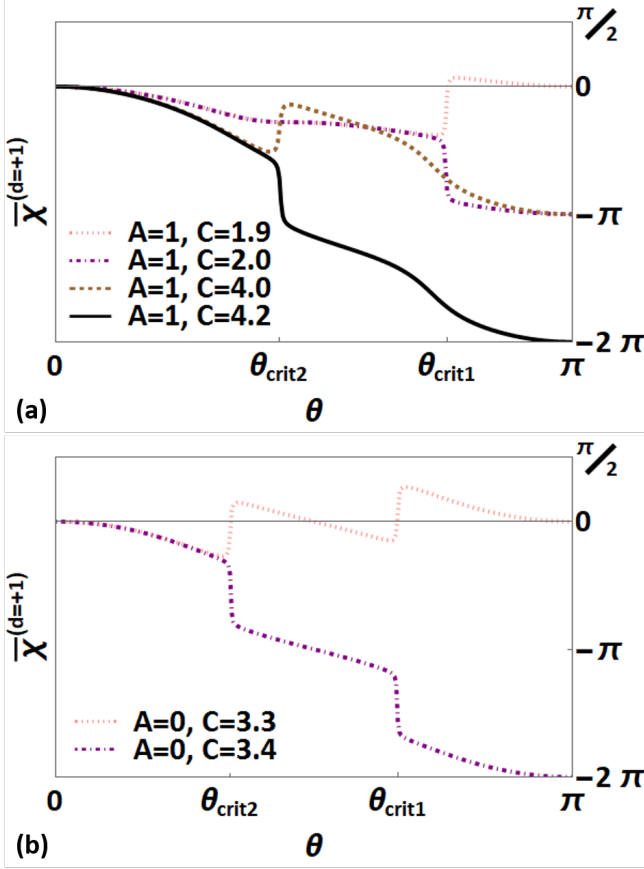 π/2
0
−π
−2 π
χ̅(d=+1)
A=1, C=1.9
A=1, C=2.0
A=1, C=4.0
A=1, C=4.2
0 θcrit2 θcrit1 π
(a) θ
π/2
0
−π
−2 π
χ̅(d=+1)
A=0, C=3.3
A=0, C=3.4
0 θcrit2 θcrit1 π
(b) θ